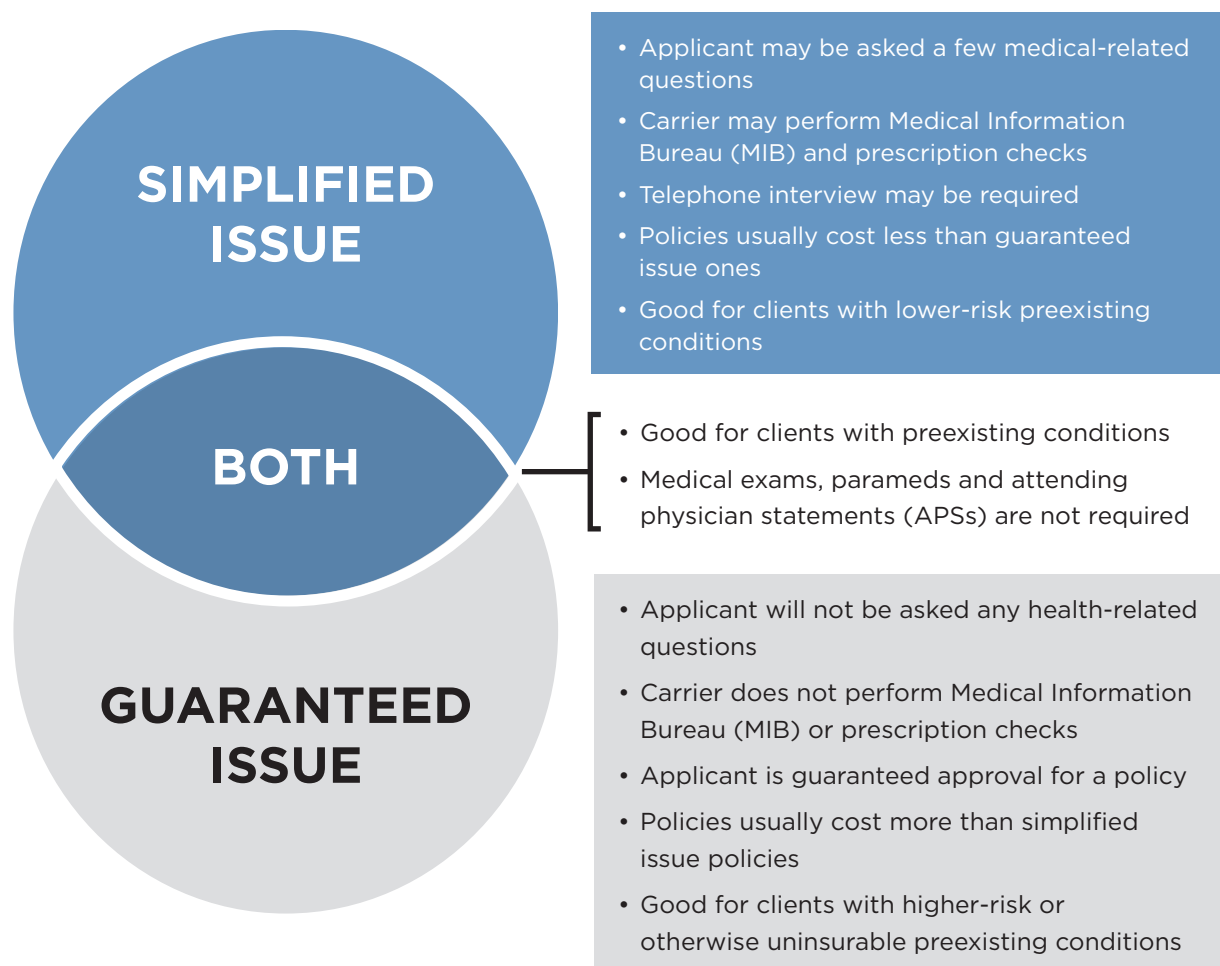 SIMPLIFIED
ISSUE
• Applicant may be asked a few medical-related
questions
• Carrier may perform Medical Information
Bureau (MIB) and prescription checks
• Telephone interview may be required
• Policies usually cost less than guaranteed
issue ones
• Good for clients with lower-risk preexisting
conditions
BOTH
• Good for clients with preexisting conditions
• Medical exams, parameds and attending
physician statements (APSs) are not required
GUARANTEED
ISSUE
• Applicant will not be asked any health-related
questions
• Carrier does not perform Medical Information
Bureau (MIB) or prescription checks
• Applicant is guaranteed approval for a policy
• Policies usually cost more than simplified
issue policies
• Good for clients with higher-risk or
otherwise uninsurable preexisting conditions